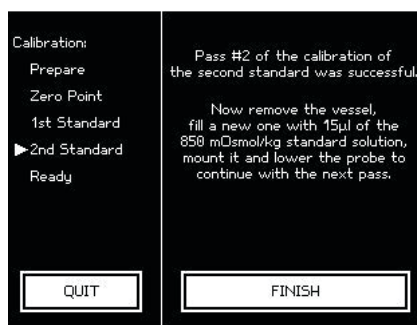 Calibration:
Prepare
Zero Point
1st Standard
2nd Standard
Ready
Pass #2 of the calibration of
the second standard was successful.
Now remove the vessel,
fill a new one with 15µl of the
850 mOsmol/kg standard solution,
mount it and lower the probe to
continue with the next pass.
QUIT
FINISH